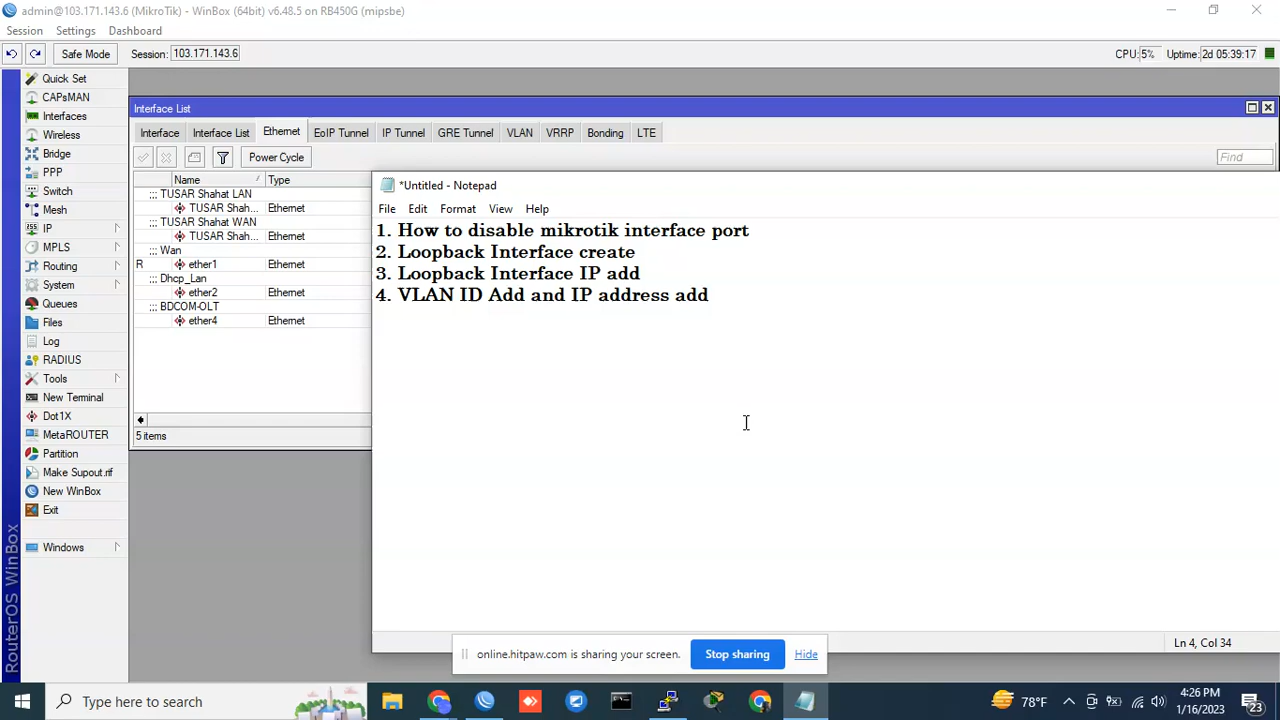 admin@103.171.143.6 (MikroTik) - WinBox (64bit) v6.48.5 on RB450G (mipsbe)
Session Settings Dashboard
Safe Mode Session: 103.171.143.6 CPU: 5% Uptime: 2d 05:39:17
Quick Set
CAPsMAN
Interfaces
Wireless
Bridge
PPP
Switch
Mesh
IP
MPLS
Routing
System
Queues
Files
Log
RADIUS
Tools
New Terminal
Dot1X
MetaROUTER
Partition
Make Supout.rif
New WinBox
Exit
Windows
RouterOS WinBox
Interface List
Interface Interface List Ethernet EoIP Tunnel IP Tunnel GRE Tunnel VLAN VRRP Bonding LTE
Power Cycle Find
Name Type
;;; TUSAR Shahat LAN
TUSAR Shah... Ethernet
;;; TUSAR Shahat WAN
TUSAR Shah... Ethernet
;;; Wan
R ether1 Ethernet
;;; Dhcp_Lan
ether2 Ethernet
;;; BDCOM-OLT
ether4 Ethernet
5 items
*Untitled - Notepad
File Edit Format View Help
1. How to disable mikrotik interface port
2. Loopback Interface create
3. Loopback Interface IP add
4. VLAN ID Add and IP address add
Ln 4, Col 34
online.hitpaw.com is sharing your screen. Stop sharing Hide
Type here to search
78°F
4:26 PM
1/16/2023
23